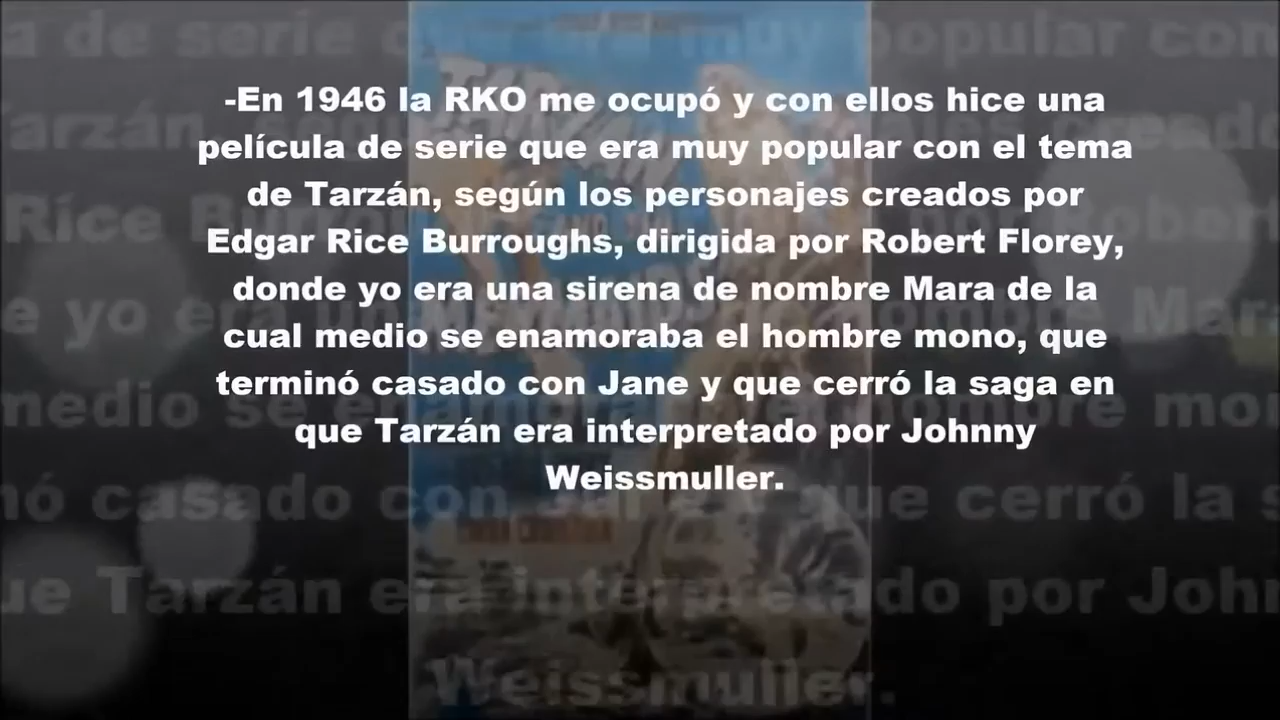 -En 1946 la RKO me ocupó y con ellos hice una
película de serie que era muy popular con el tema
de Tarzán, según los personajes creados por
Edgar Rice Burroughs, dirigida por Robert Florey,
donde yo era una sirena de nombre Mara de la
cual medio se enamoraba el hombre mono, que
terminó casado con Jane y que cerró la saga en
que Tarzán era interpretado por Johnny
Weissmuller.